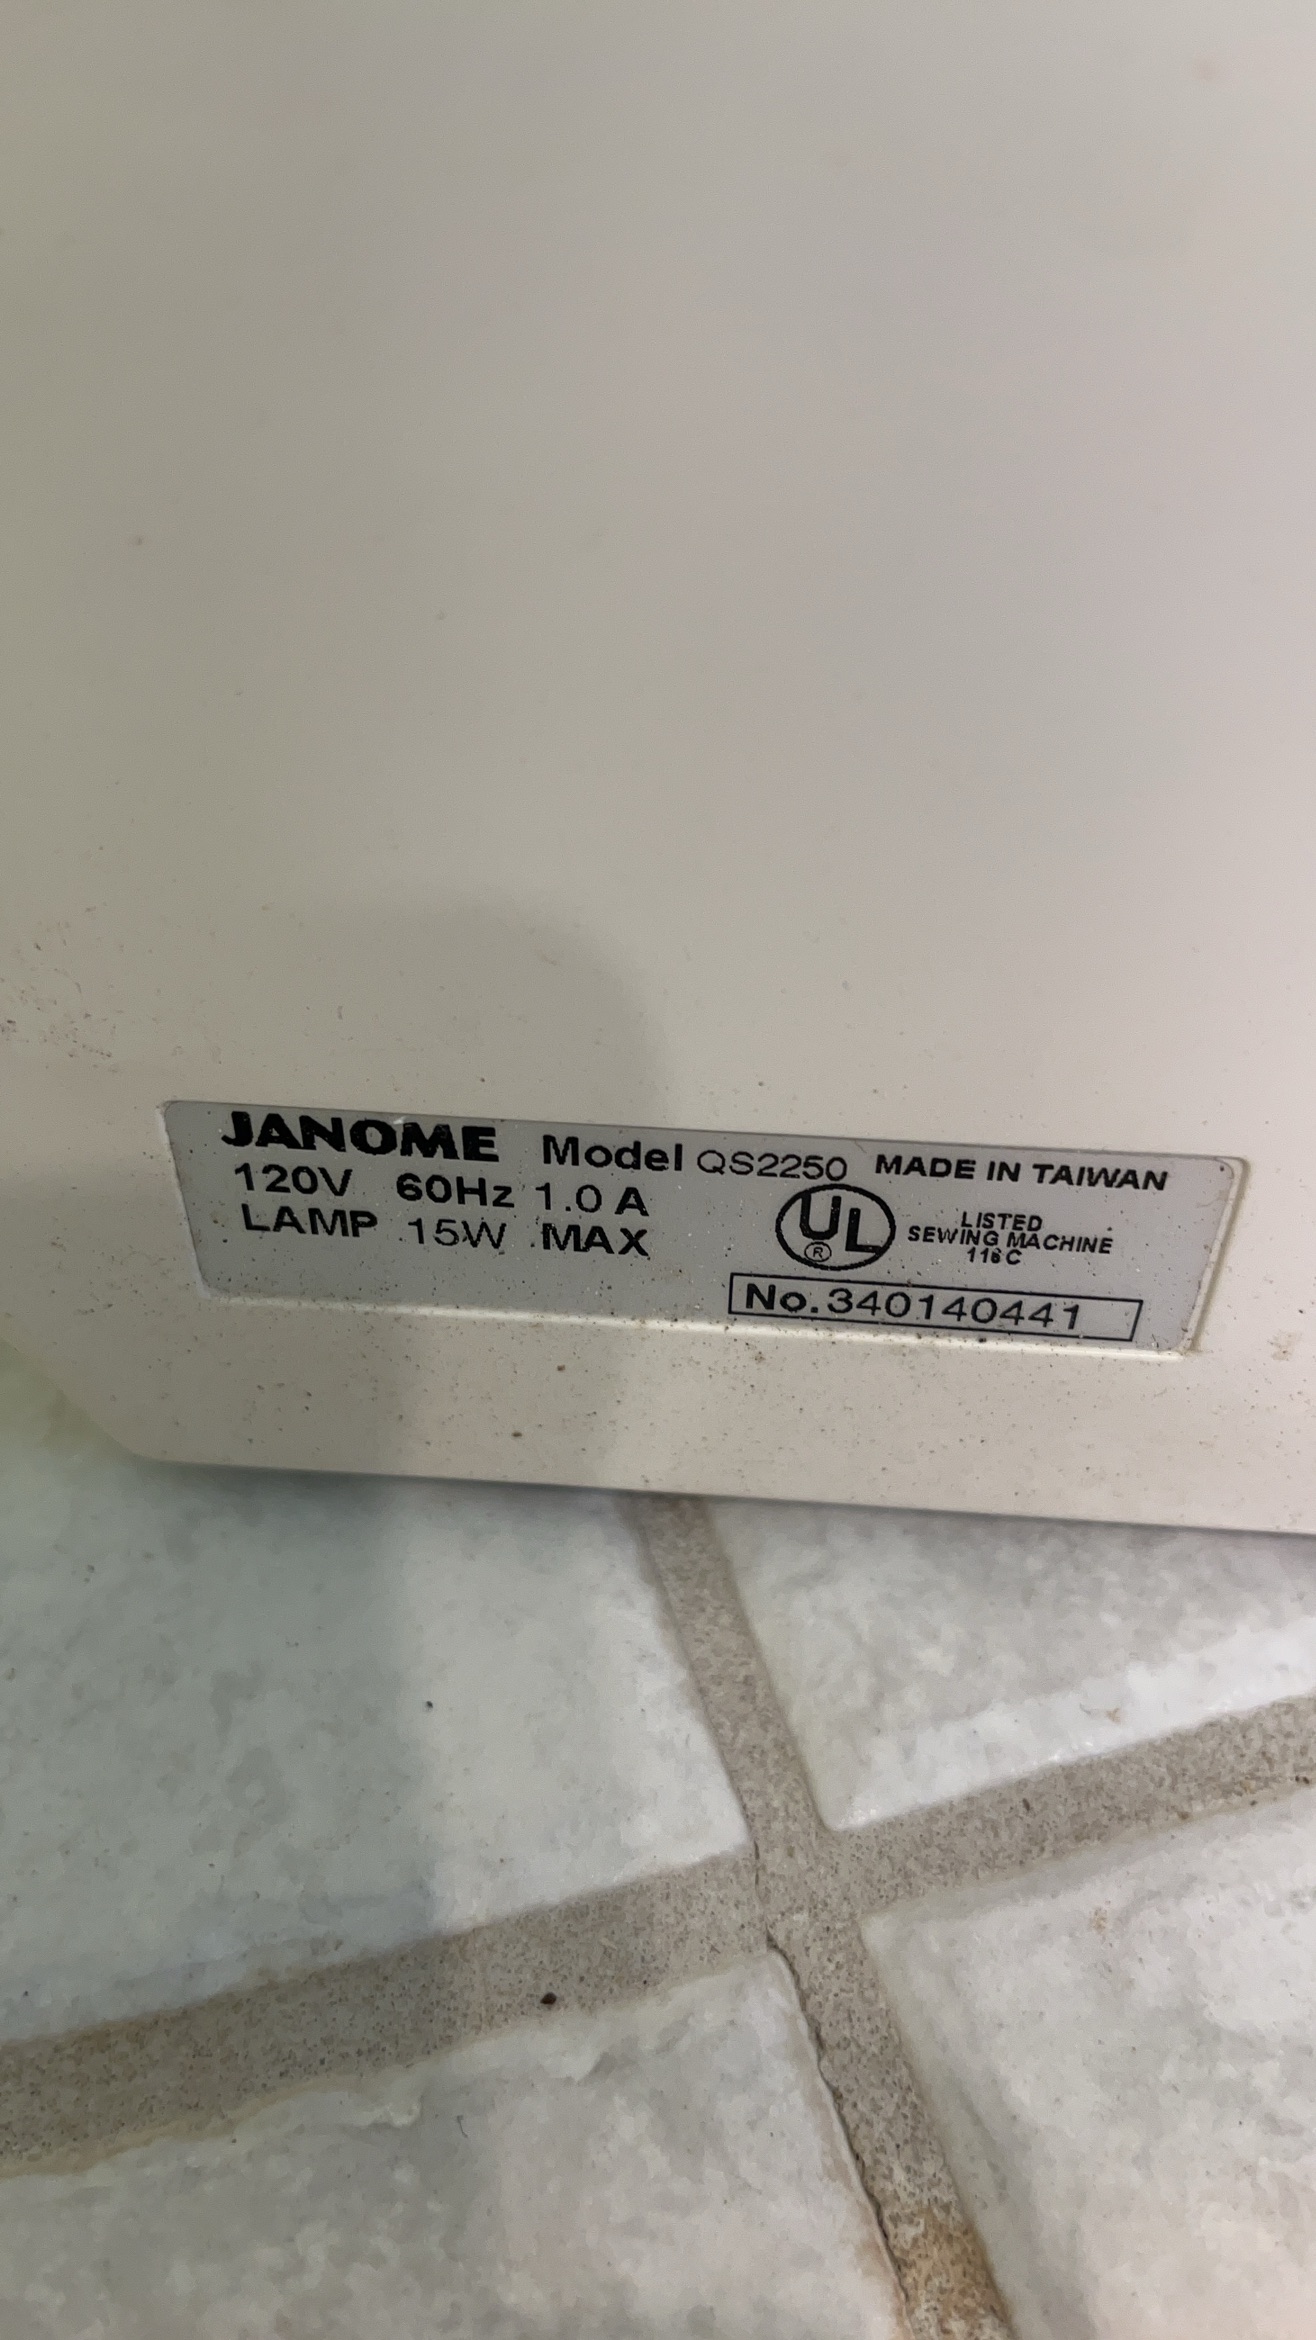 JANOME Model QS2250 MADE IN TAIWAN
120V 60Hz 1.0 A
LAMP 15W MAX
UL ®
LISTED
SEWING MACHINE
116C
No.340140441